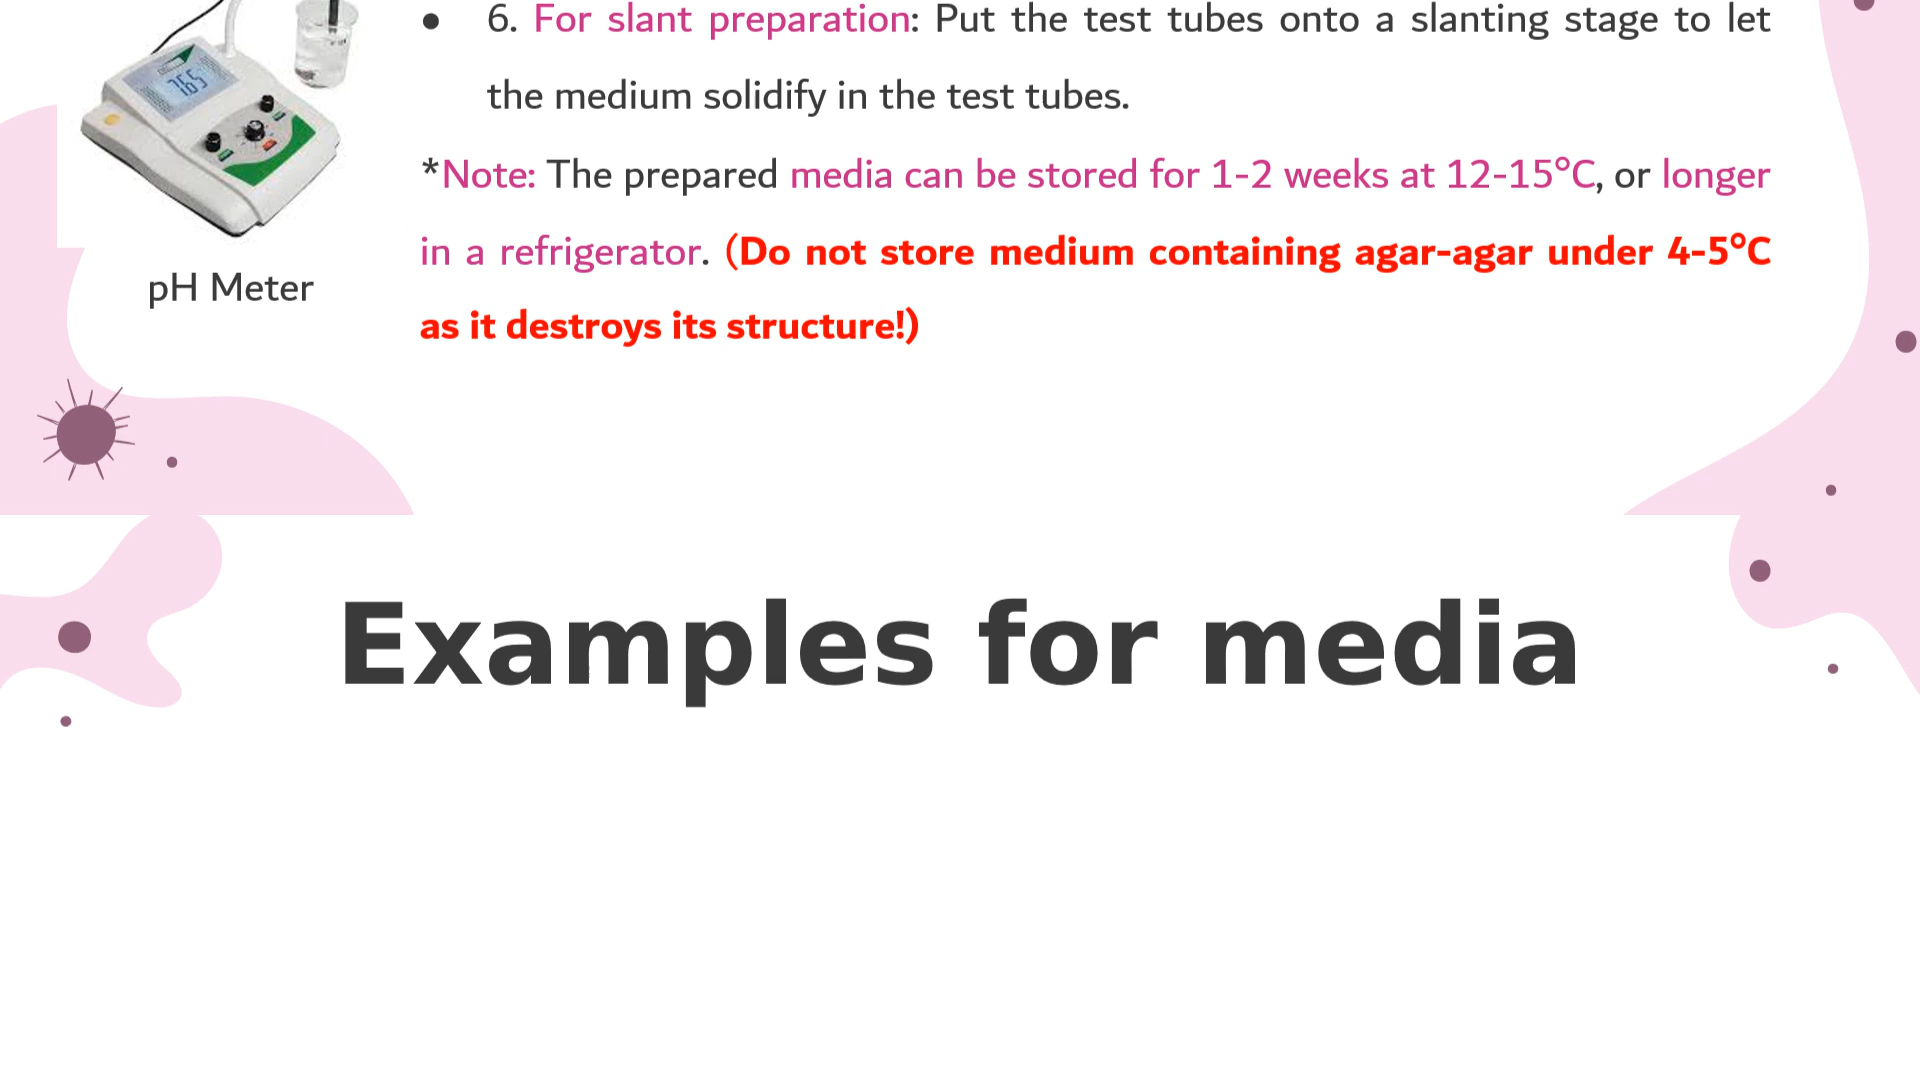 7.65
● 6. For slant preparation: Put the test tubes onto a slanting stage to let
the medium solidify in the test tubes.
*Note: The prepared media can be stored for 1-2 weeks at 12-15°C, or longer
in a refrigerator. (Do not store medium containing agar-agar under 4-5°C
as it destroys its structure!)
pH Meter
Examples for media